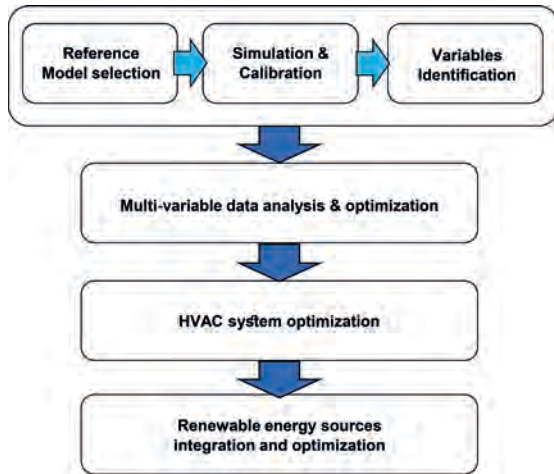 Reference
Model selection
Simulation &
Calibration
Variables
Identification
Multi-variable data analysis & optimization
HVAC system optimization
Renewable energy sources
integration and optimization